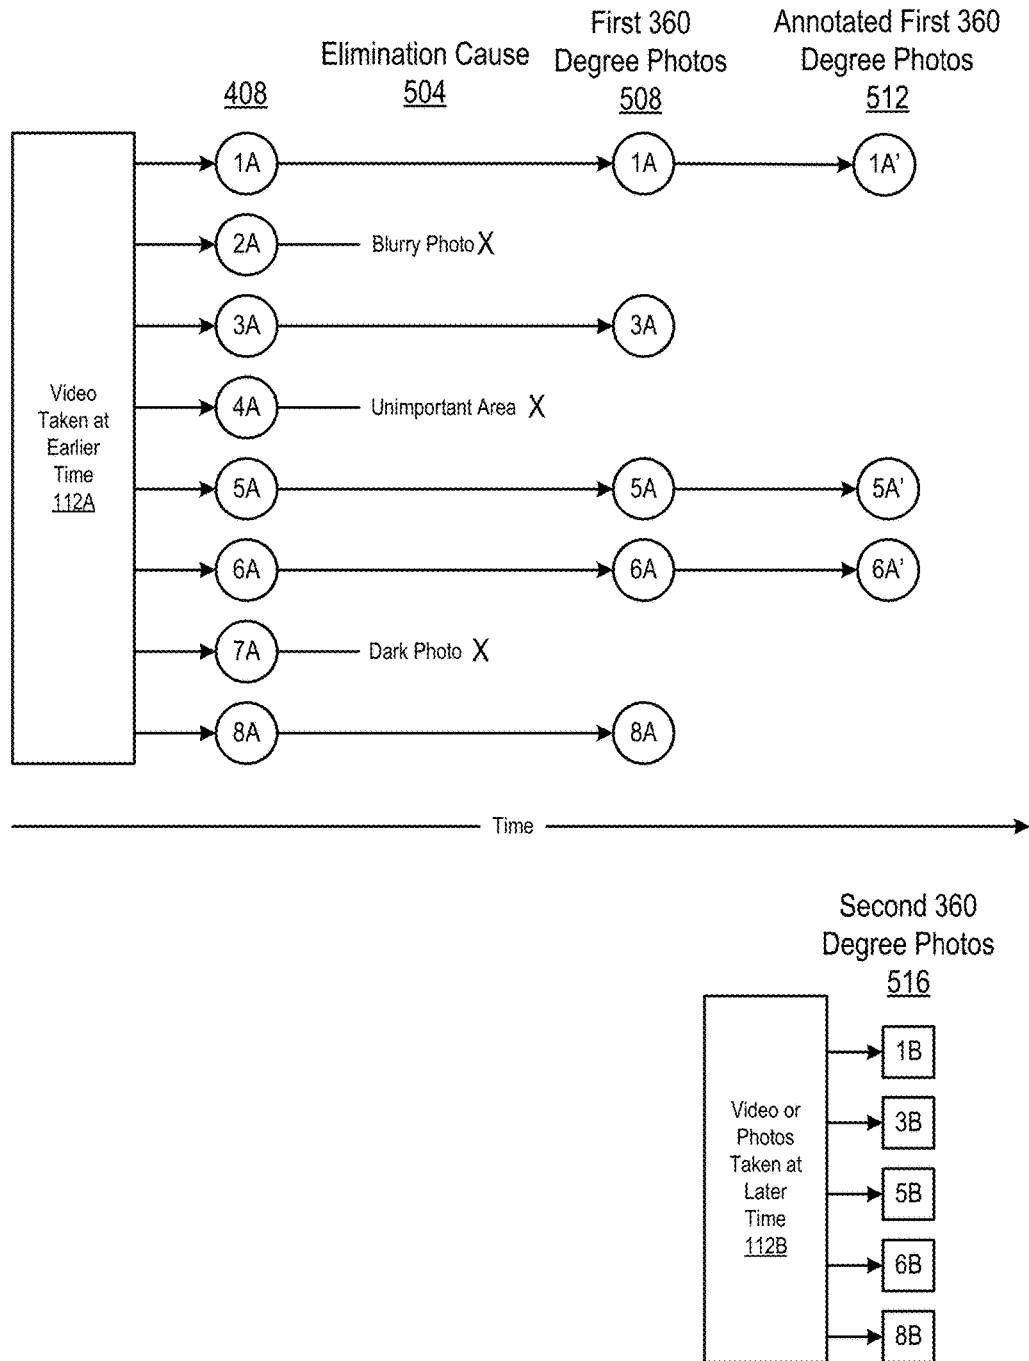 First 360
Degree Photos
508
Annotated First 360
Degree Photos
512
Elimination Cause
504
408
1A
1A
1A'
2A
Blurry Photo X
3A
3A
4A
Unimportant Area X
Video
Taken at
Earlier
Time
112A
5A
5A
5A'
6A
6A
6A'
7A
Dark Photo X
8A
8A
Time
Second 360
Degree Photos
516
1B
Video or
Photos
Taken at
Later
Time
112B
3B
5B
6B
8B